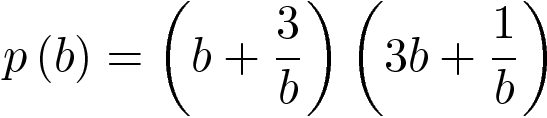 p (b) = (b + 3/b) (3b + 1/b)